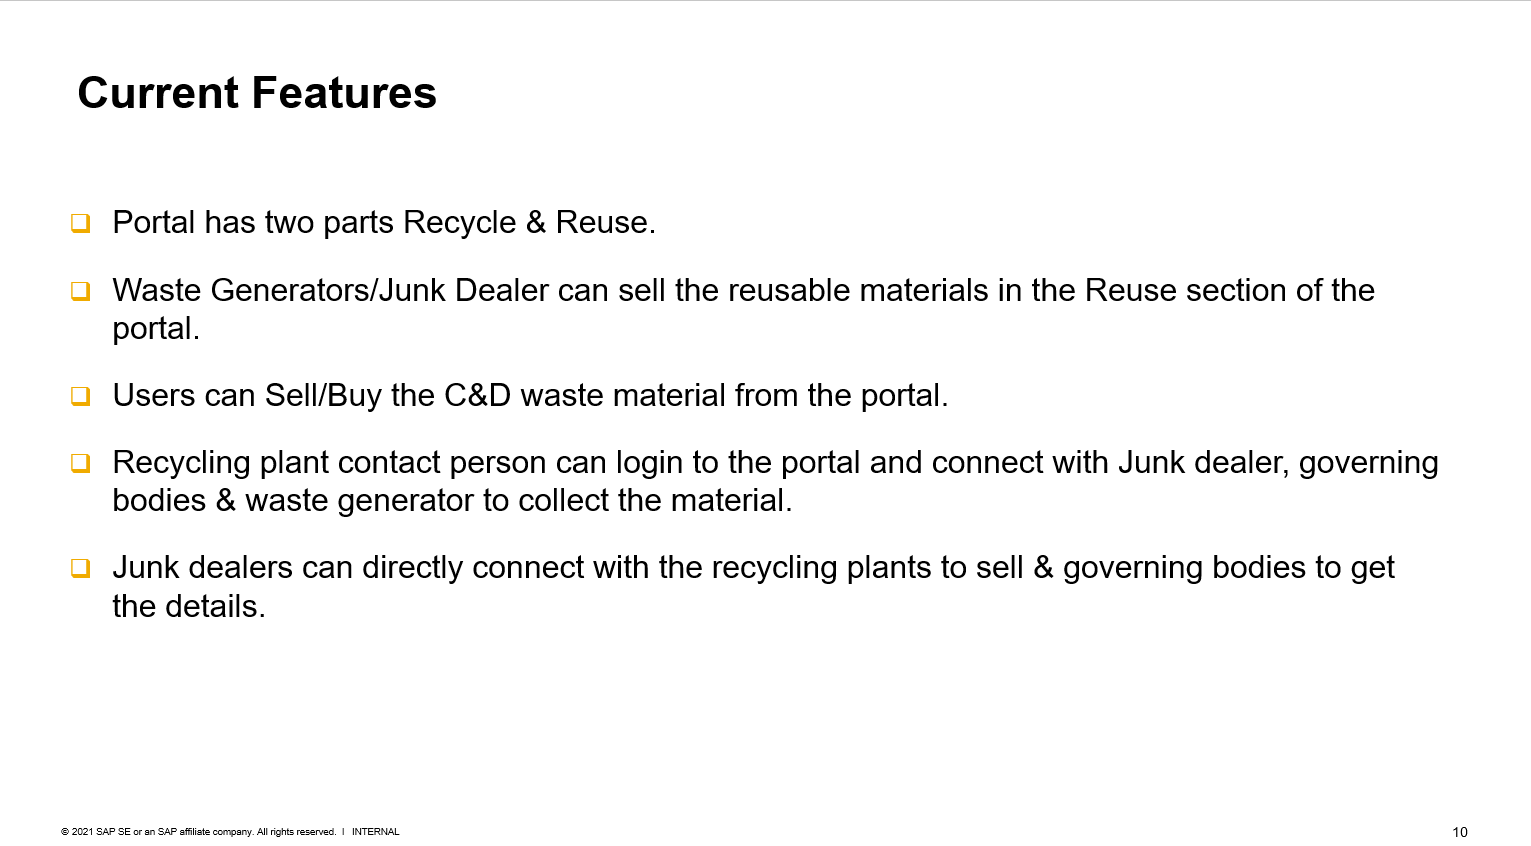 Current Features
Portal has two parts Recycle & Reuse.
Waste Generators/Junk Dealer can sell the reusable materials in the Reuse section of the
portal.
Users can Sell/Buy the C&D waste material from the portal.
Recycling plant contact person can login to the portal and connect with Junk dealer, governing
bodies & waste generator to collect the material.
Junk dealers can directly connect with the recycling plants to sell & governing bodies to get
the details.
© 2021 SAP SE or an SAP affiliate company. All rights reserved. | INTERNAL
10